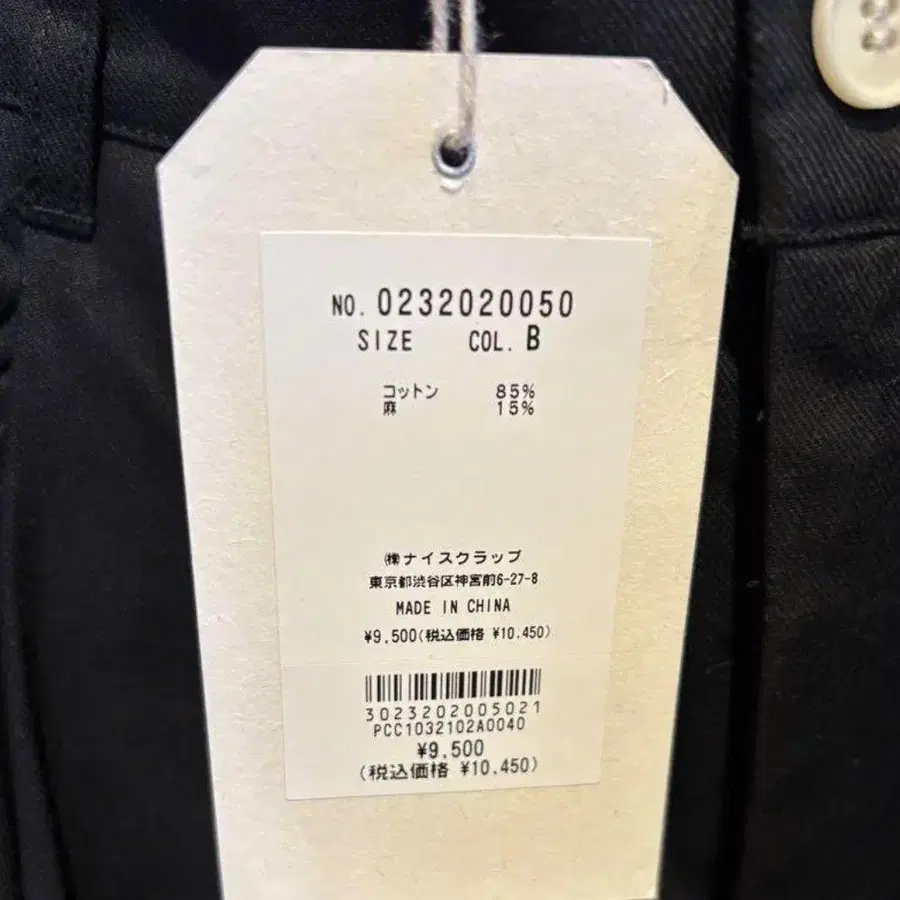 NO. 0232020050
SIZE COL. B
コットン 85%
麻 15%
㈱ナイスクラップ
東京都渋谷区神宮前6-27-8
MADE IN CHINA
¥9,500(税込価格 ¥10,450)
3023202005021
PCC1032102A0040
¥9,500
(税込価格 ¥10,450)